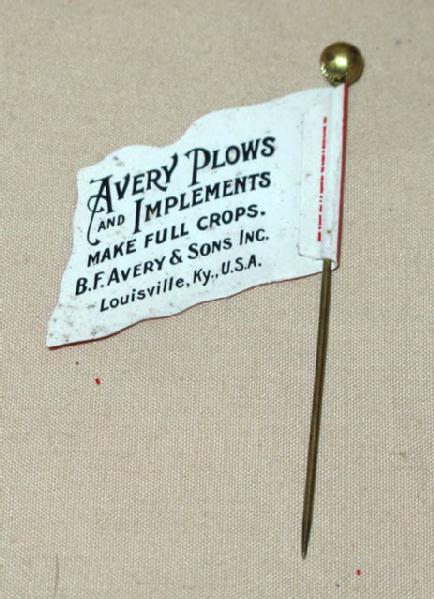 AVERY PLOWS
AND IMPLEMENTS
MAKE FULL CROPS.
B.F. AVERY & SONS INC.
Louisville, Ky., U.S.A.